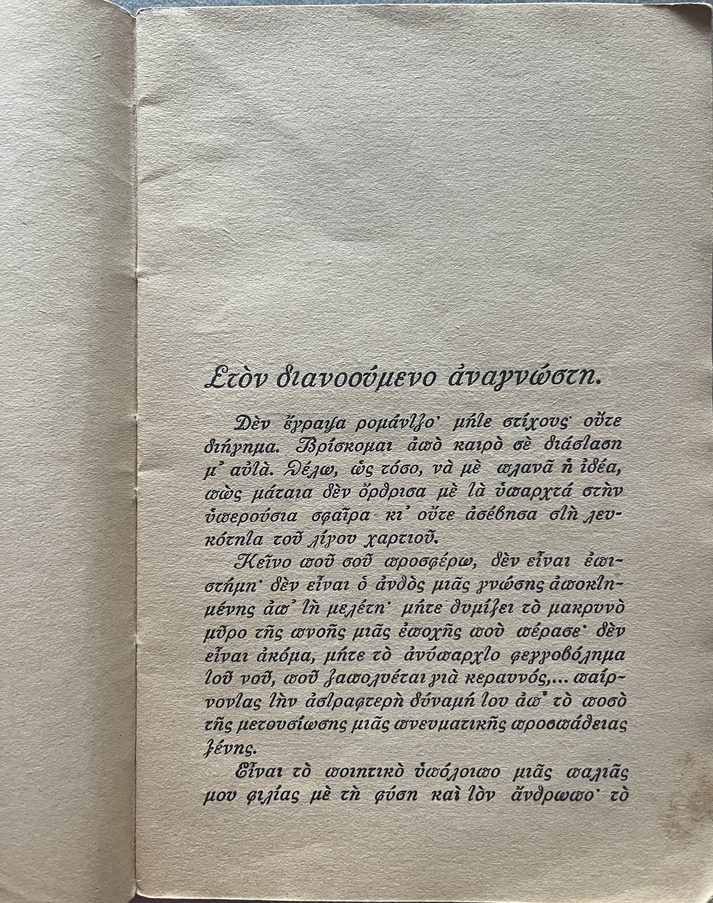 Στὸν διανοούμενο ἀναγνώστη.
Δὲν ἔγραψα ρομάντζο· μήτε στίχους· οὔτε
διήγημα. Βρίσκομαι ἀπὸ καιρὸ σὲ διάσταση
μ' αὐτά. Θέλω, ὡς τόσο, νὰ μὲ πλανᾶ ἡ ἰδέα,
πὼς μάταια δὲν ὄρθρισα μὲ τὰ ὑπαρχτά στὴν
ὑπερούσια σφαῖρα κι' οὔτε ἀσέβησα στὴ λευ-
κότητα τοῦ λίγου χαρτιοῦ.
Κεῖνο ποῦ σοῦ προσφέρω, δὲν εἶναι ἐπι-
στήμη· δὲν εἶναι ὁ ἀνθὸς μιᾶς γνώσης ἀποκτη-
μένης ἀπ' τὴ μελέτη· μήτε θυμίζει τὸ μακρυνὸ
μῦρο τῆς πνοῆς μιᾶς ἐποχῆς ποὺ πέρασε· δὲν
εἶναι ἀκόμα, μήτε τὸ ἀνύπαρχτο φεγγοβόλημα
τοῦ νοῦ, ποῦ ξαπολυέται γιὰ κεραυνός,... παίρ-
νοντας τὴν ἀστραφτερὴ δύναμή του ἀπ' τὸ ποσὸ
τῆς μετουσίωσης μιᾶς πνευματικῆς προσπάθειας
ξένης.
Εἶναι τὸ ποιητικὸ ὑπόλοιπο μιᾶς παλιᾶς
μου φιλίας μὲ τὴ φύση καὶ τὸν ἄνθρωπο· τὸ